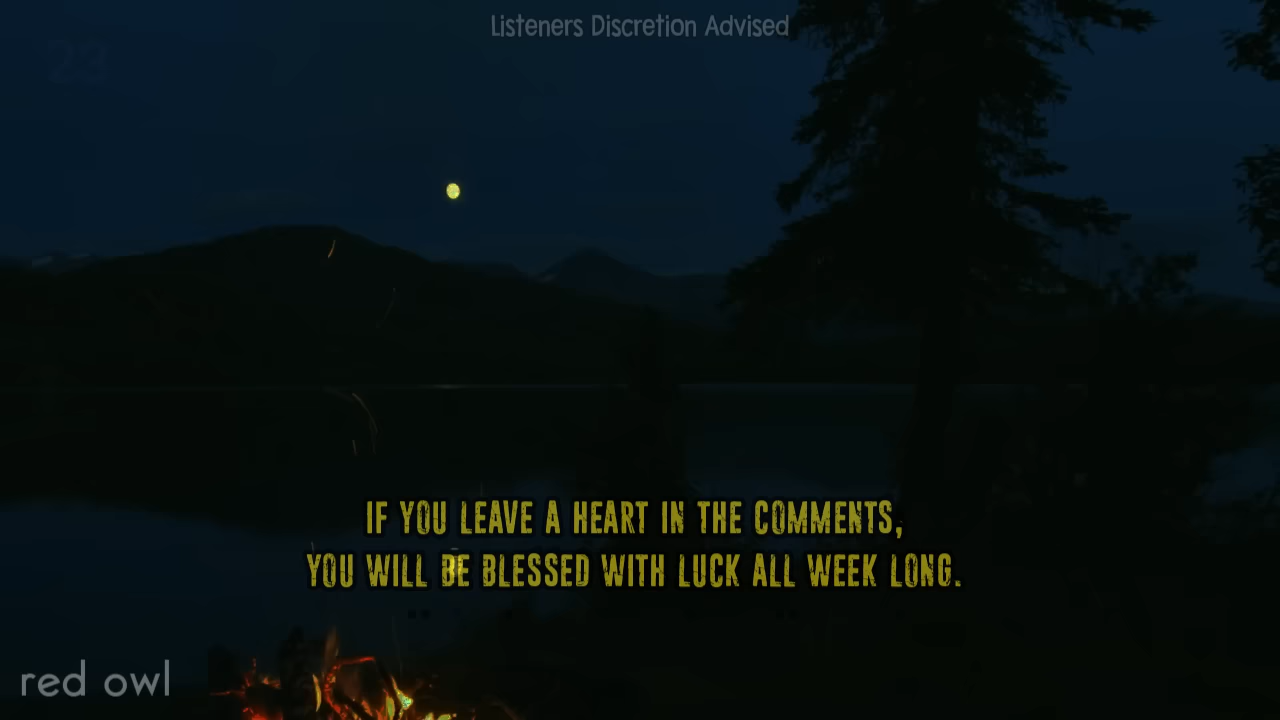 Listeners Discretion Advised
23
IF YOU LEAVE A HEART IN THE COMMENTS,
YOU WILL BE BLESSED WITH LUCK ALL WEEK LONG.
red owl